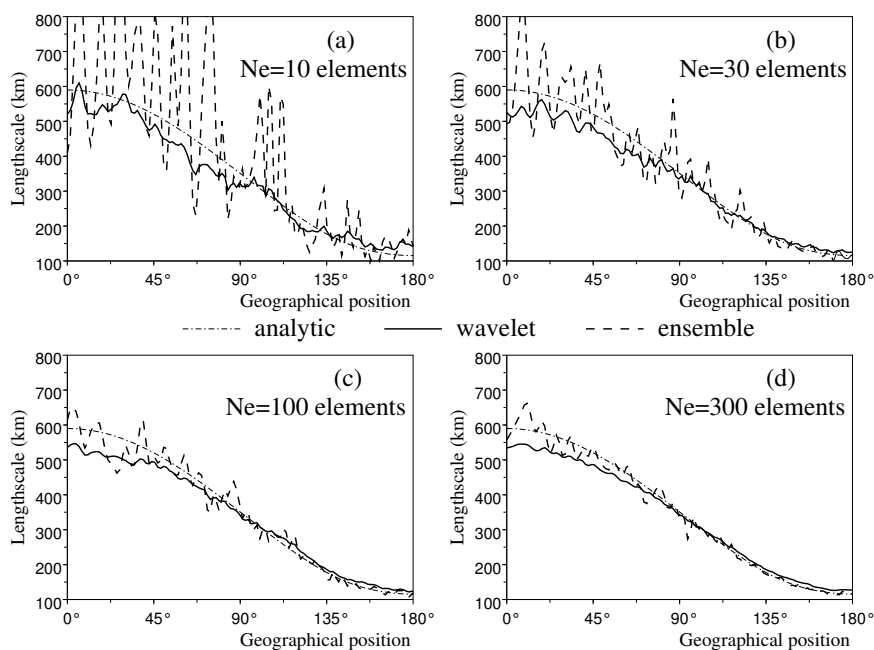 800
700
600
500
400
300
200
100
Lengthscale (km)
(a)
Ne=10 elements
0° 45° 90° 135° 180°
Geographical position
800
700
600
500
400
300
200
100
Lengthscale (km)
(b)
Ne=30 elements
0° 45° 90° 135° 180°
Geographical position
analytic wavelet ensemble
800
700
600
500
400
300
200
100
Lengthscale (km)
(c)
Ne=100 elements
0° 45° 90° 135° 180°
Geographical position
800
700
600
500
400
300
200
100
Lengthscale (km)
(d)
Ne=300 elements
0° 45° 90° 135° 180°
Geographical position